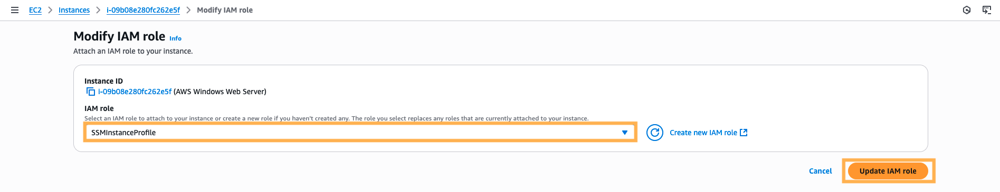 EC2 > Instances > i-09b08e280fc262e5f > Modify IAM role
Modify IAM role Info
Attach an IAM role to your instance.
Instance ID
i-09b08e280fc262e5f (AWS Windows Web Server)
IAM role
Select an IAM role to attach to your instance or create a new role if you haven't created any. The role you select replaces any roles that are currently attached to your instance.
SSMInstanceProfile
Create new IAM role
Cancel
Update IAM role